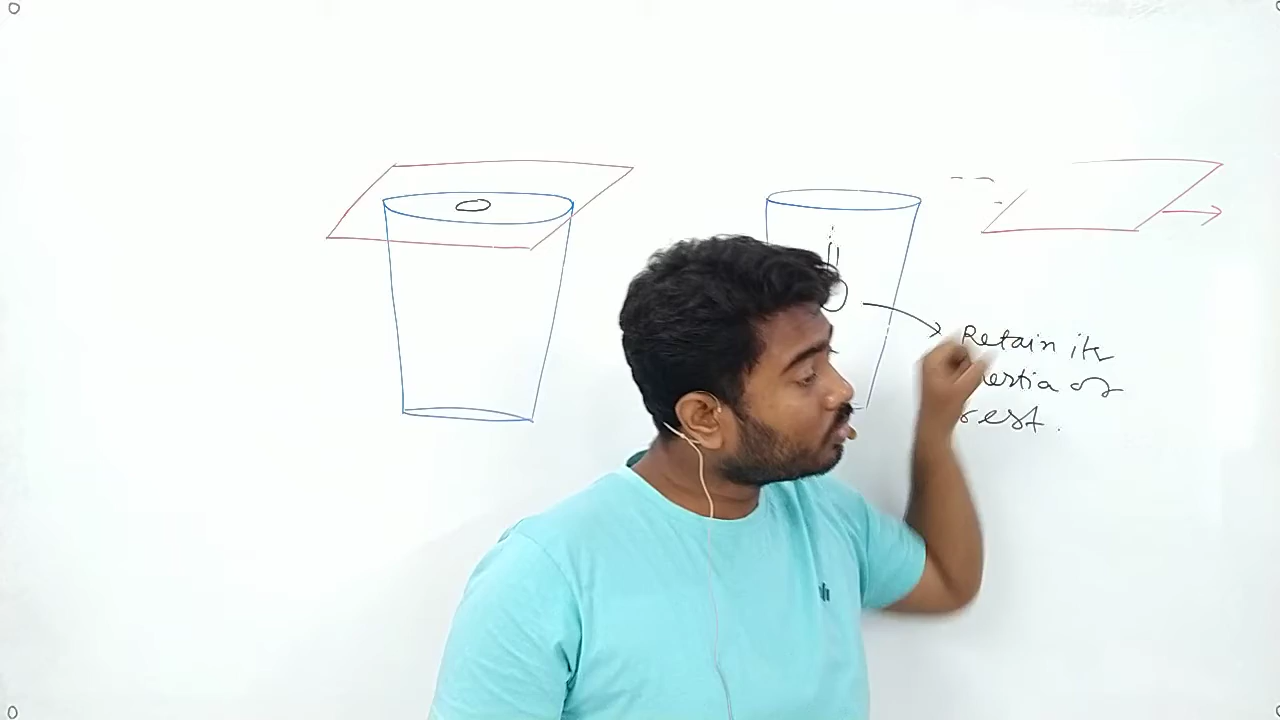 Retain its
ertia of
rest.